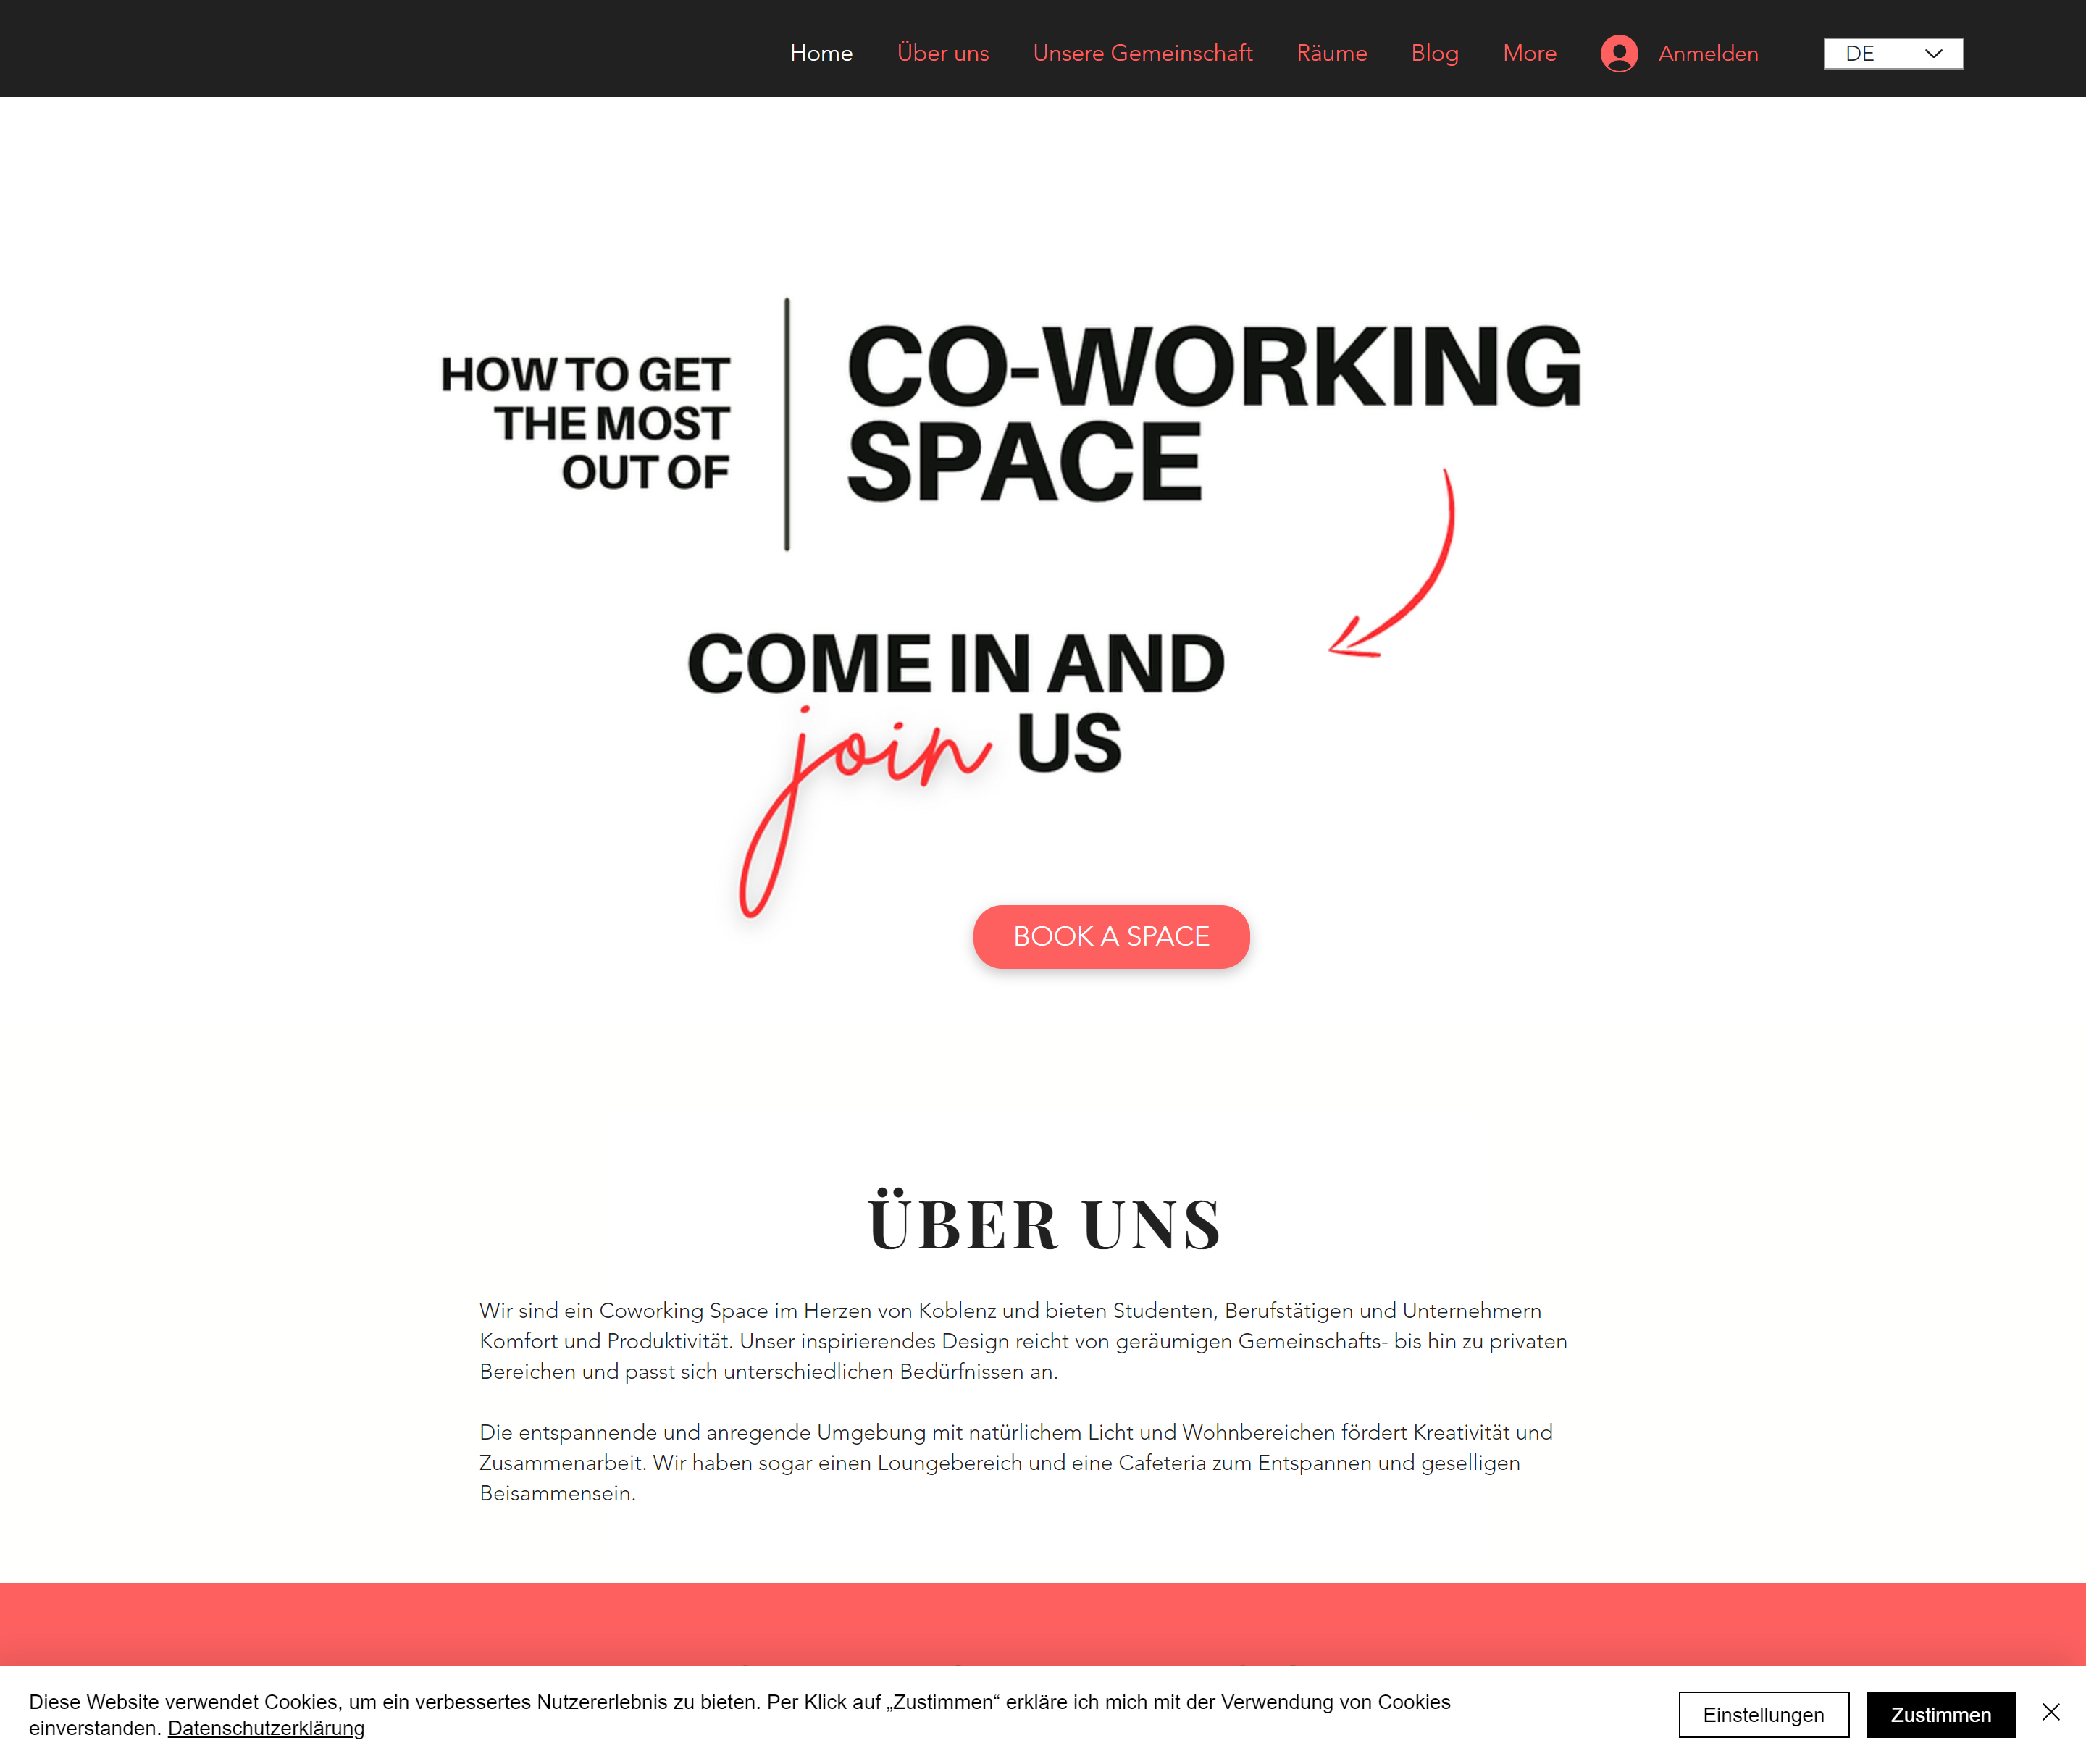 Home Über uns Unsere Gemeinschaft Räume Blog More Anmelden DE
HOW TO GET
THE MOST
OUT OF
CO-WORKING
SPACE
COME IN AND
join US
BOOK A SPACE
ÜBER UNS
Wir sind ein Coworking Space im Herzen von Koblenz und bieten Studenten, Berufstätigen und Unternehmern
Komfort und Produktivität. Unser inspirierendes Design reicht von geräumigen Gemeinschafts- bis hin zu privaten
Bereichen und passt sich unterschiedlichen Bedürfnissen an.
Die entspannende und anregende Umgebung mit natürlichem Licht und Wohnbereichen fördert Kreativität und
Zusammenarbeit. Wir haben sogar einen Loungebereich und eine Cafeteria zum Entspannen und geselligen
Beisammensein.
Diese Website verwendet Cookies, um ein verbessertes Nutzererlebnis zu bieten. Per Klick auf „Zustimmen“ erkläre ich mich mit der Verwendung von Cookies
einverstanden. Datenschutzerklärung
Einstellungen
Zustimmen